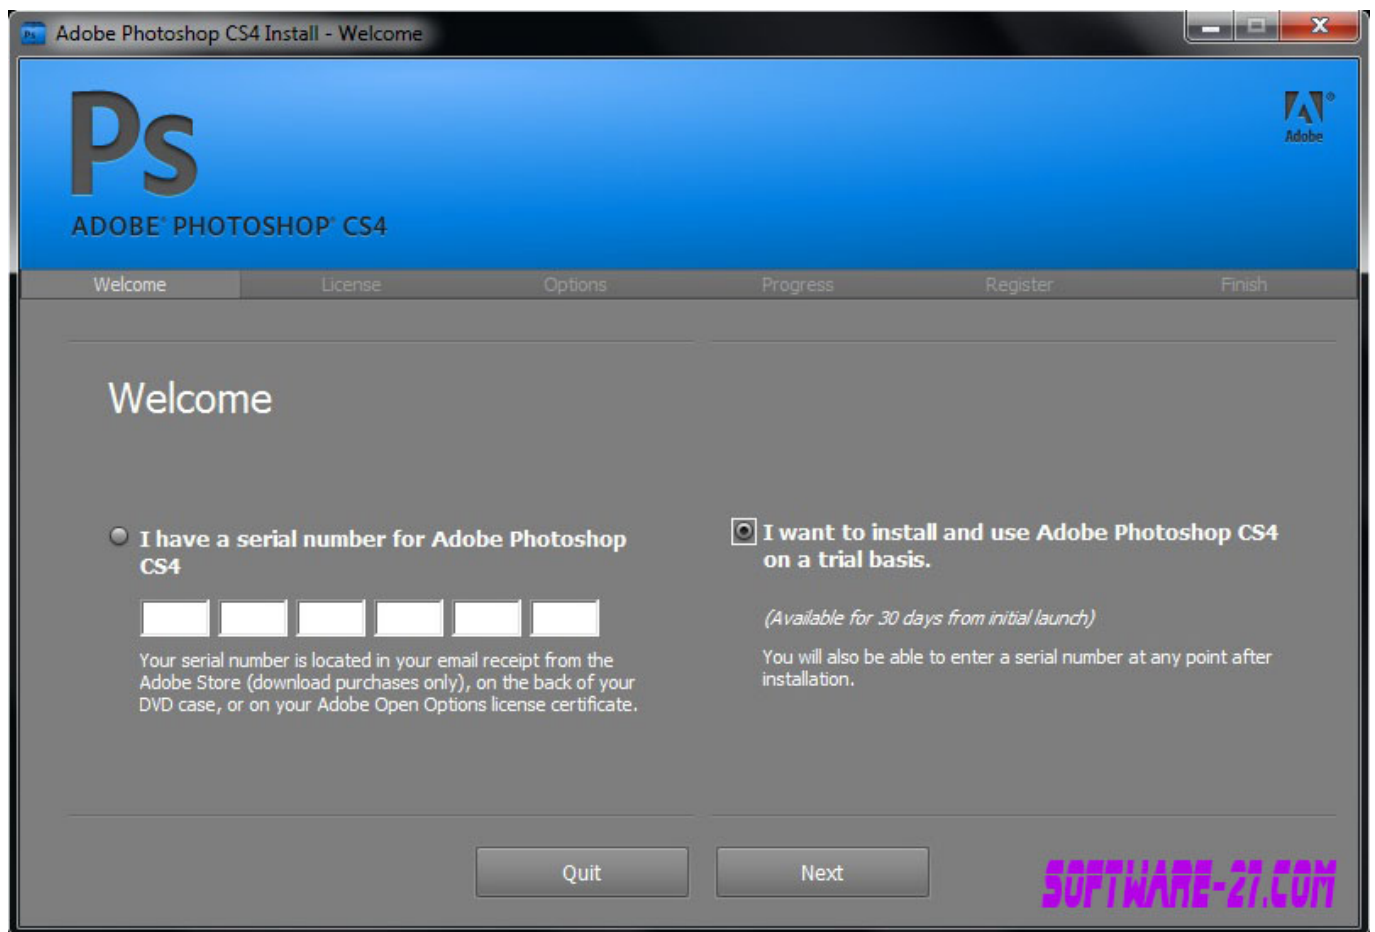 Ps Adobe Photoshop CS4 Install - Welcome
Ps
ADOBE® PHOTOSHOP® CS4
Adobe®
Welcome License Options Progress Register Finish
Welcome
I have a serial number for Adobe Photoshop
CS4
Your serial number is located in your email receipt from the
Adobe Store (download purchases only), on the back of your
DVD case, or on your Adobe Open Options license certificate.
I want to install and use Adobe Photoshop CS4
on a trial basis.
(Available for 30 days from initial launch)
You will also be able to enter a serial number at any point after
installation.
Quit Next
SOFTWARE-27.COM